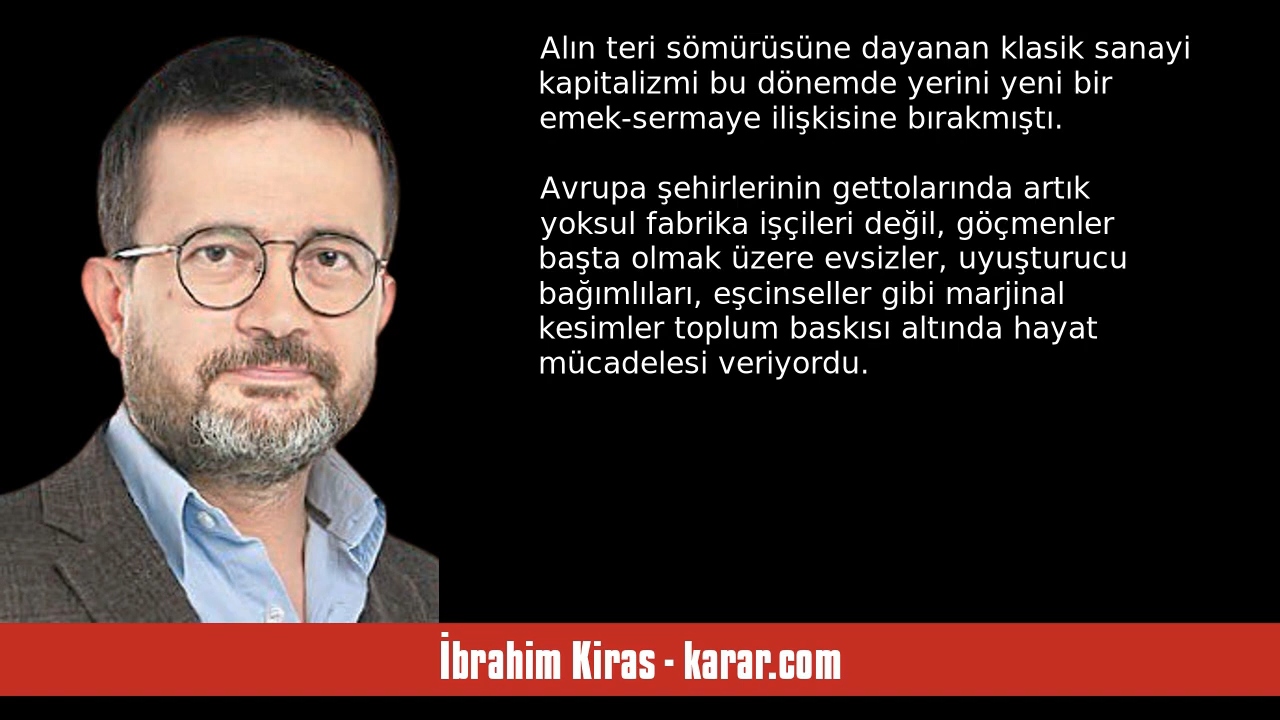 Alın teri sömürüsüne dayanan klasik sanayi
kapitalizmi bu dönemde yerini yeni bir
emek-sermaye ilişkisine bırakmıştı.
Avrupa şehirlerinin gettolarında artık
yoksul fabrika işçileri değil, göçmenler
başta olmak üzere evsizler, uyuşturucu
bağımlıları, eşcinseller gibi marjinal
kesimler toplum baskısı altında hayat
mücadelesi veriyordu.
İbrahim Kiras - karar.com